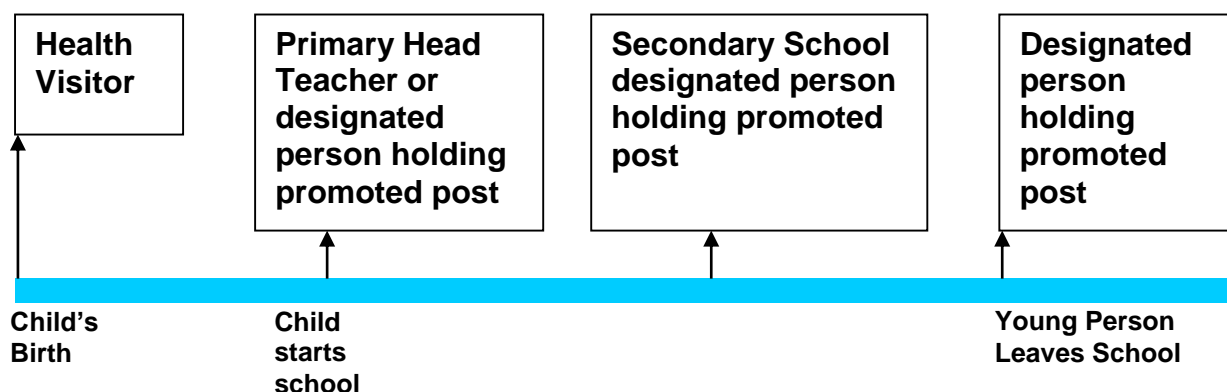 Health
Visitor
Primary Head
Teacher or
designated
person holding
promoted post
Secondary School
designated person
holding promoted
post
Designated
person
holding
promoted
post
Child's
Birth
Child
starts
school
Young Person
Leaves School